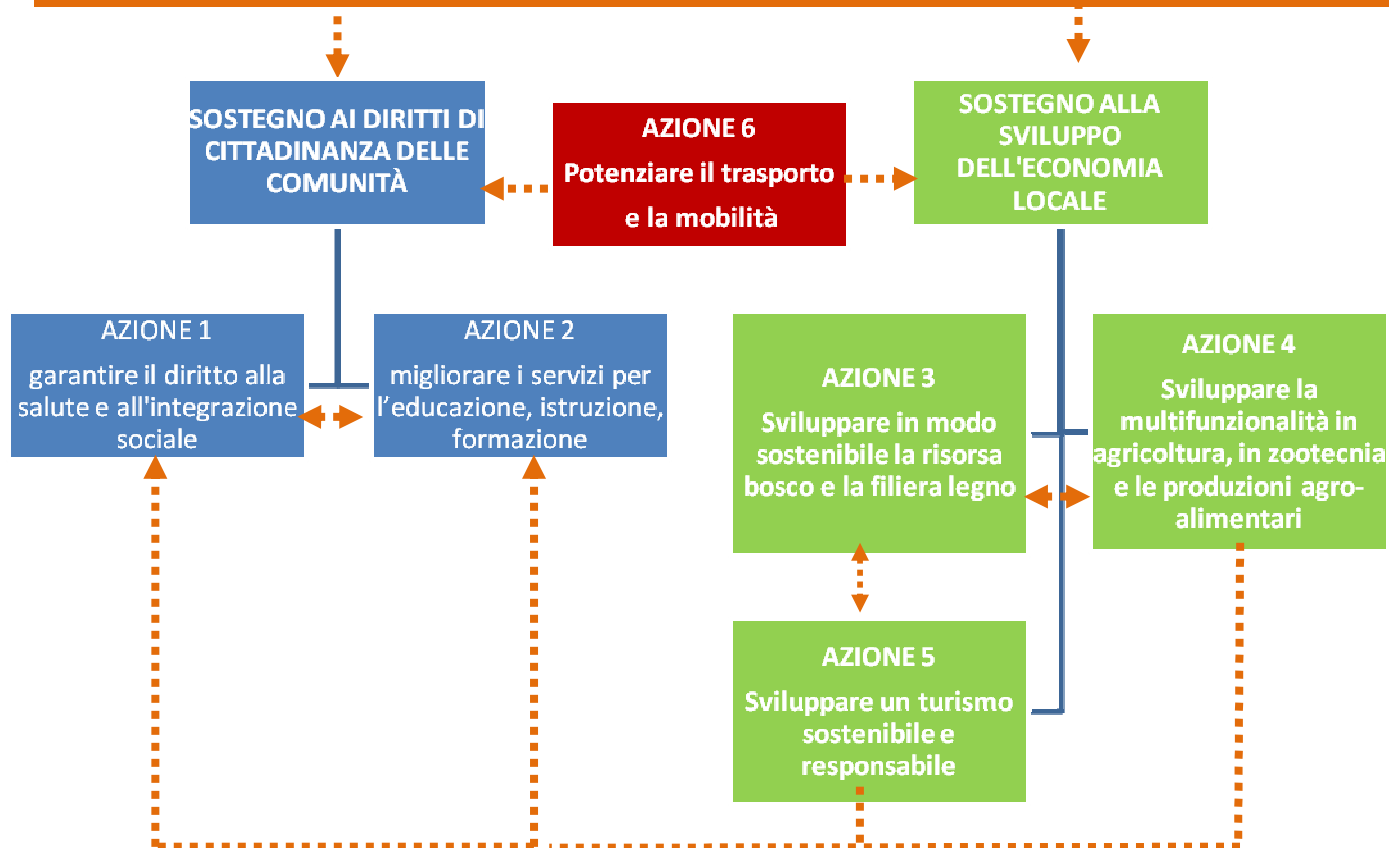 SOSTEGNO AI DIRITTI DI
CITTADINANZA DELLE
COMUNITÀ
AZIONE 6
Potenziare il trasporto
e la mobilità
SOSTEGNO ALLA
SVILUPPO
DELL'ECONOMIA
LOCALE
AZIONE 1
garantire il diritto alla
salute e all'integrazione
sociale
AZIONE 2
migliorare i servizi per
l’educazione, istruzione,
formazione
AZIONE 3
Sviluppare in modo
sostenibile la risorsa
bosco e la filiera legno
AZIONE 4
Sviluppare la
multifunzionalità in
agricoltura, in zootecnia
e le produzioni agro-
alimentari
AZIONE 5
Sviluppare un turismo
sostenibile e
responsabile